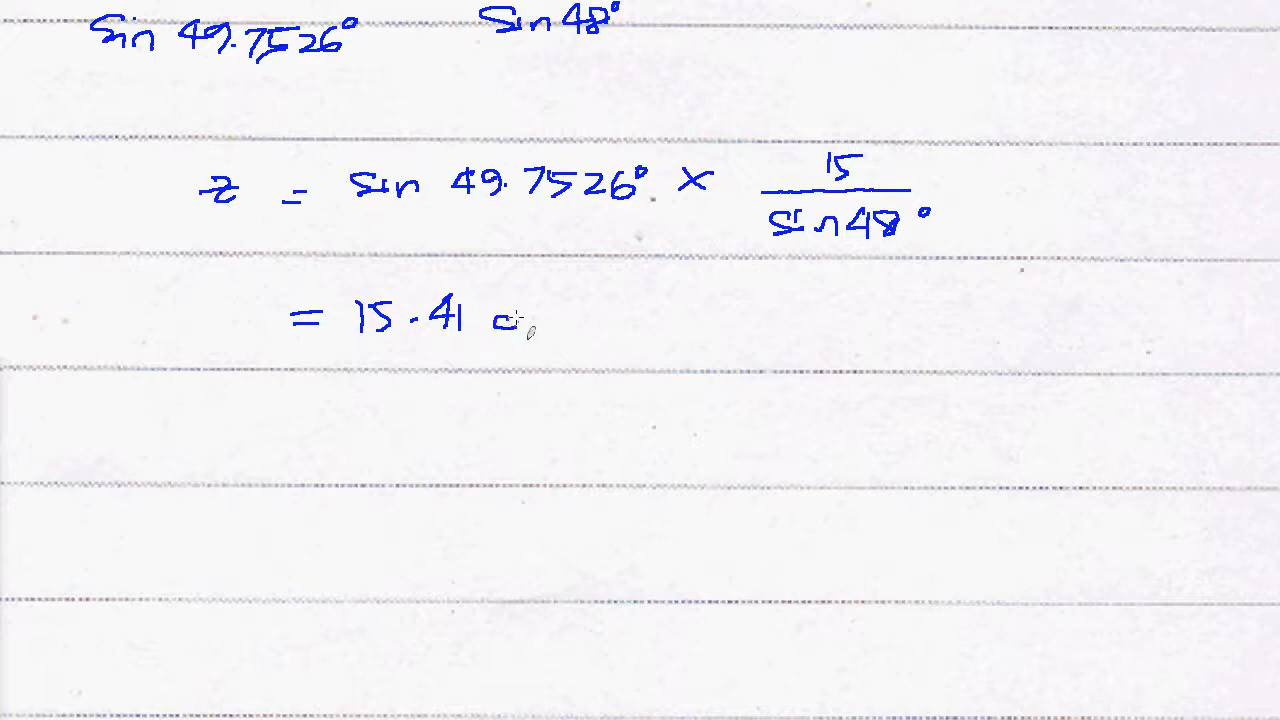 sin 49.7526° sin 48°
z = sin 49.7526° × 15 / sin 48°
= 15.41 c